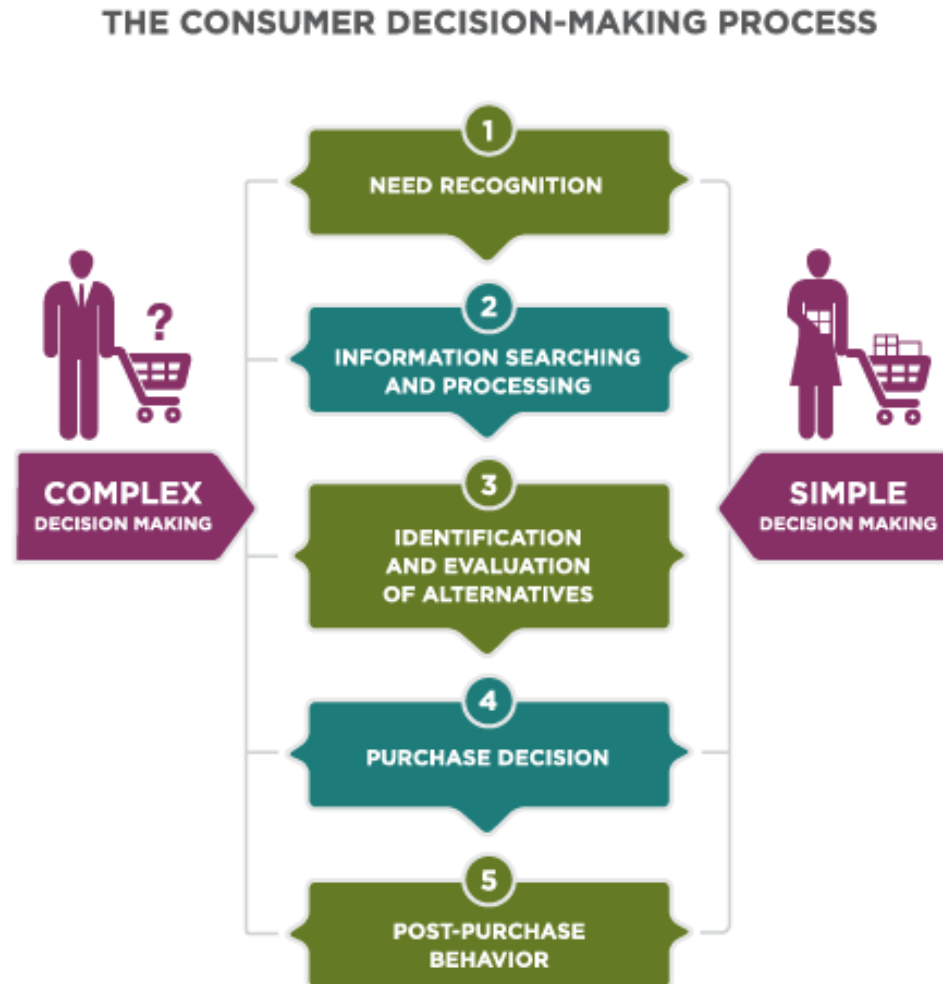 THE CONSUMER DECISION-MAKING PROCESS
1
NEED RECOGNITION
2
INFORMATION SEARCHING
AND PROCESSING
?
COMPLEX
DECISION MAKING
3
IDENTIFICATION
AND EVALUATION
OF ALTERNATIVES
SIMPLE
DECISION MAKING
4
PURCHASE DECISION
5
POST-PURCHASE
BEHAVIOR